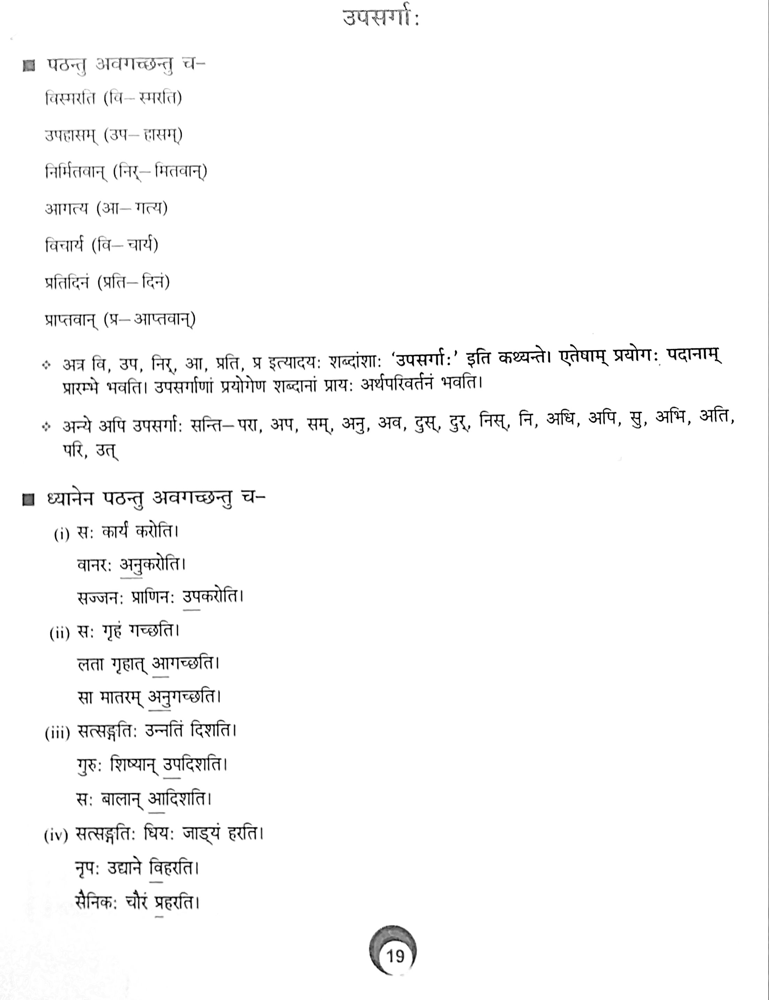 उपसर्गाः
पठन्तु अवगच्छन्तु च–
विस्मरति (वि– स्मरति)
उपहासम् (उप– हासम्)
निर्मितवान् (निर्– मितवान्)
आगत्य (आ– गत्य)
विचार्य (वि– चार्य)
प्रतिदिनं (प्रति– दिनं)
प्राप्तवान् (प्र– आप्तवान्)
अत्र वि, उप, निर्, आ, प्रति, प्र इत्यादयः शब्दांशाः ‘उपसर्गाः’ इति कथ्यन्ते। एतेषाम् प्रयोगः पदानाम्
प्रारम्भे भवति। उपसर्गाणां प्रयोगेण शब्दानां प्रायः अर्थपरिवर्तनं भवति।
अन्ये अपि उपसर्गाः सन्ति– परा, अप, सम्, अनु, अव, दुस्, दुर्, निस्, नि, अधि, अपि, सु, अभि, अति,
परि, उत्
ध्यानेन पठन्तु अवगच्छन्तु च–
(i) सः कार्यं करोति।
वानरः अनुकरोति।
सज्जनः प्राणिनः उपकरोति।
(ii) सः गृहं गच्छति।
लता गृहात् आगच्छति।
सा मातरम् अनुगच्छति।
(iii) सत्सङ्गतिः उन्नतिं दिशति।
गुरुः शिष्यान् उपदिशति।
सः बालान् आदिशति।
(iv) सत्सङ्गतिः धियः जाड्यं हरति।
नृपः उद्याने विहरति।
सैनिकः चौरं प्रहरति।
19